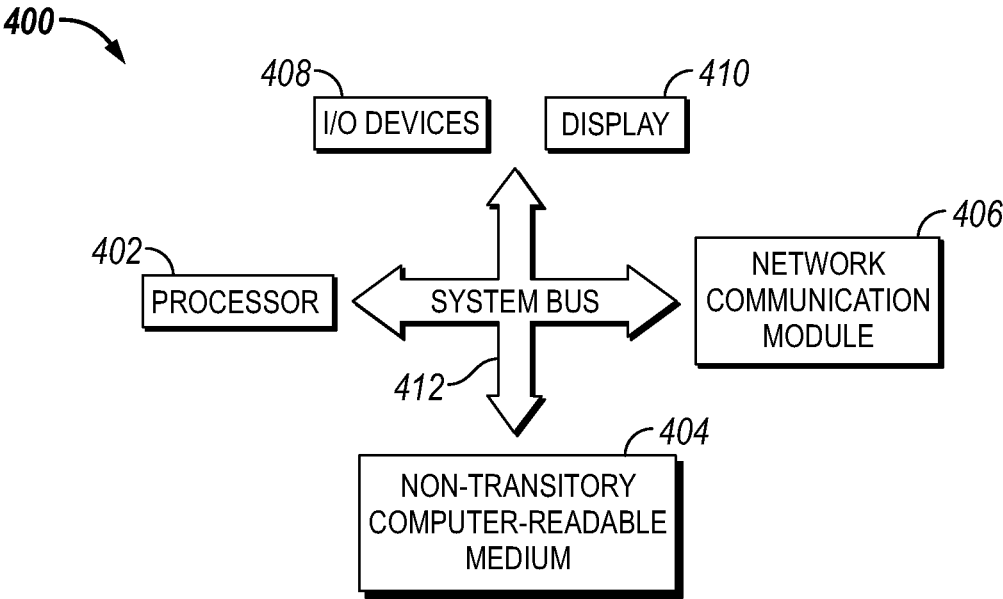 400
408
410
I/O DEVICES
DISPLAY
406
402
NETWORK
COMMUNICATION
MODULE
PROCESSOR
SYSTEM BUS
412
404
NON-TRANSITORY
COMPUTER-READABLE
MEDIUM